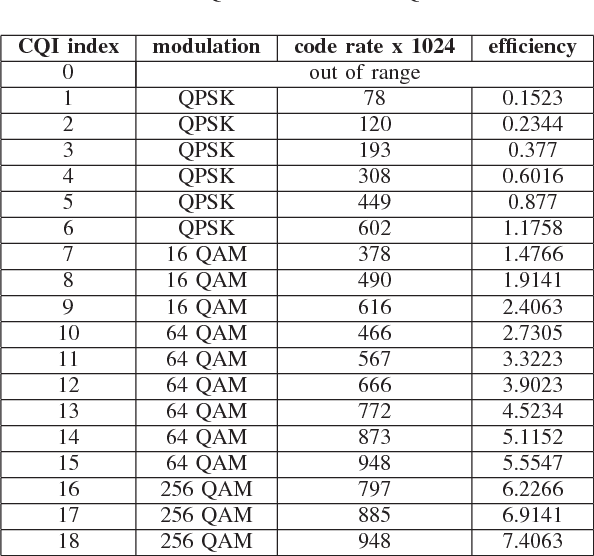 CQI index modulation code rate x 1024 efficiency
0 out of range
1 QPSK 78 0.1523
2 QPSK 120 0.2344
3 QPSK 193 0.377
4 QPSK 308 0.6016
5 QPSK 449 0.877
6 QPSK 602 1.1758
7 16 QAM 378 1.4766
8 16 QAM 490 1.9141
9 16 QAM 616 2.4063
10 64 QAM 466 2.7305
11 64 QAM 567 3.3223
12 64 QAM 666 3.9023
13 64 QAM 772 4.5234
14 64 QAM 873 5.1152
15 64 QAM 948 5.5547
16 256 QAM 797 6.2266
17 256 QAM 885 6.9141
18 256 QAM 948 7.4063